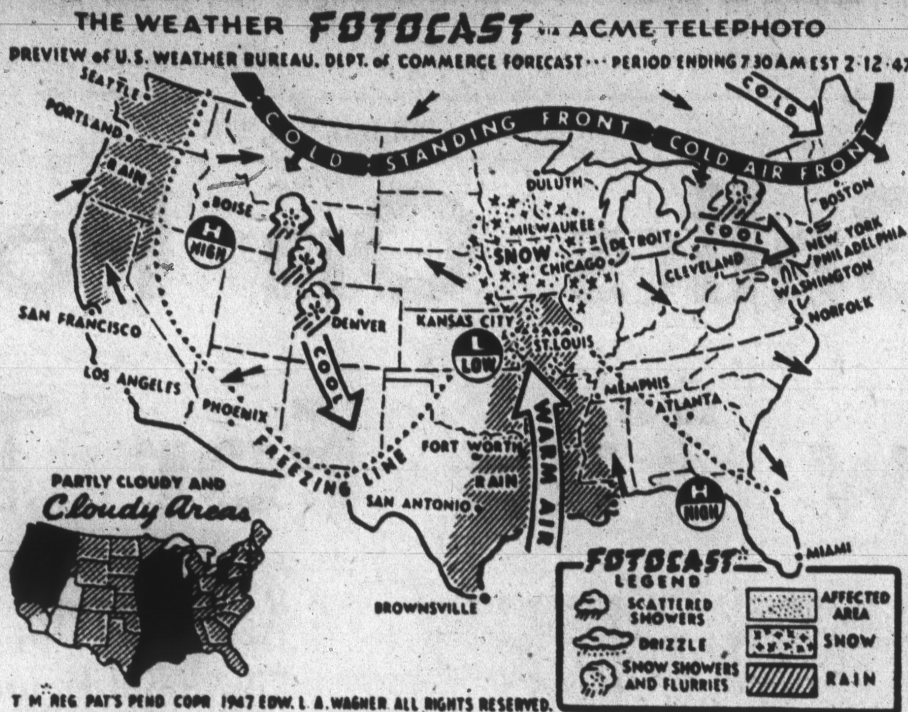 THE WEATHER FOTOCAST VIA ACME TELEPHOTO
PREVIEW of U.S. WEATHER BUREAU. DEPT. of COMMERCE FORECAST ... PERIOD ENDING 7 30 AM EST 2-12-47
COLD
SEATTLE
PORTLAND
COLD
STANDING FRONT
COLD AIR FRONT
RAIN
BOISE
H
HIGH
DULUTH
MILWAUKEE
SNOW
CHICAGO
DETROIT
CLEVELAND
COOL
BOSTON
NEW YORK
PHILADELPHIA
WASHINGTON
NORFOLK
SAN FRANCISCO
DENVER
KANSAS CITY
L
LOW
ST. LOUIS
LOS ANGELES
PHOENIX
COOL
MEMPHIS
ATLANTA
FREEZING LINE
FORT WORTH
RAIN
WARM AIR
SAN ANTONIO
H
HIGH
MIAMI
BROWNSVILLE
PARTLY CLOUDY AND
Cloudy Areas
FOTOCAST
LEGEND
SCATTERED SHOWERS
AFFECTED AREA
DRIZZLE
SNOW
SNOW SHOWERS AND FLURRIES
RAIN
T M REG PAT'S PEND COPR 1947 EDW. L. A. WAGNER. ALL RIGHTS RESERVED.